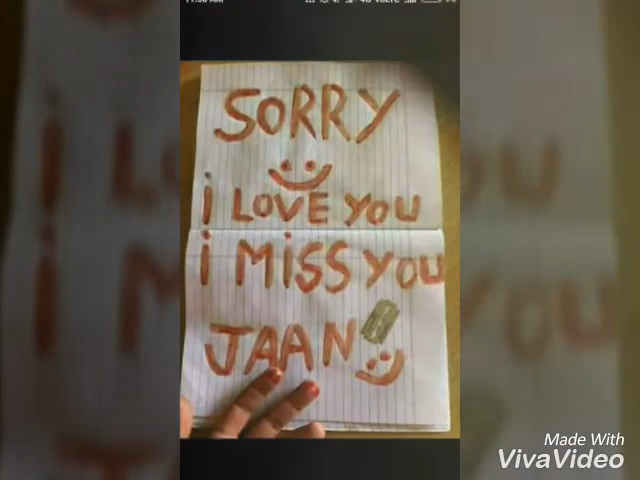 SORRY
i LOVE YOU
i MiSS YOU
JAAN
Made With
VivaVideo